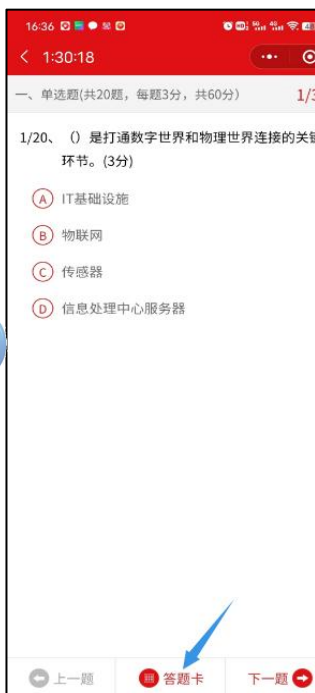 16:36
1:30:18
一、单选题(共20题，每题3分，共60分) 1/3
1/20、（）是打通数字世界和物理世界连接的关键
环节。(3分)
A IT基础设施
B 物联网
C 传感器
D 信息处理中心服务器
上一题 答题卡 下一题